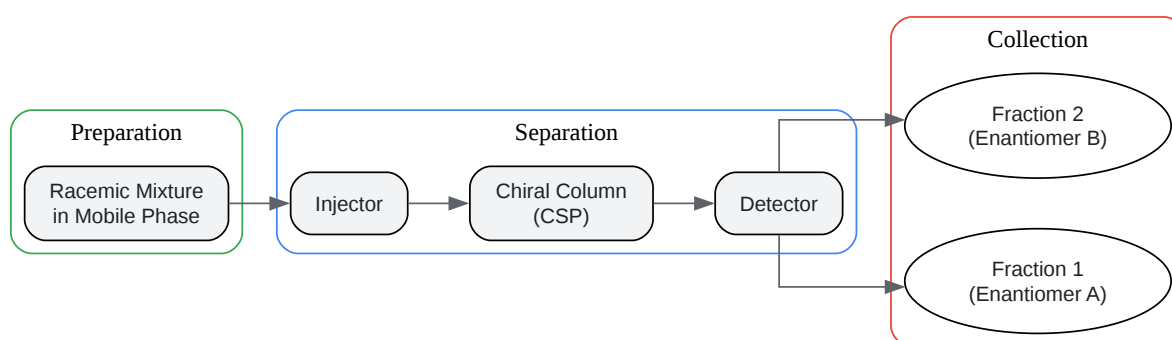 Preparation
Racemic Mixture
in Mobile Phase
Separation
Injector
Chiral Column
(CSP)
Detector
Collection
Fraction 2
(Enantiomer B)
Fraction 1
(Enantiomer A)